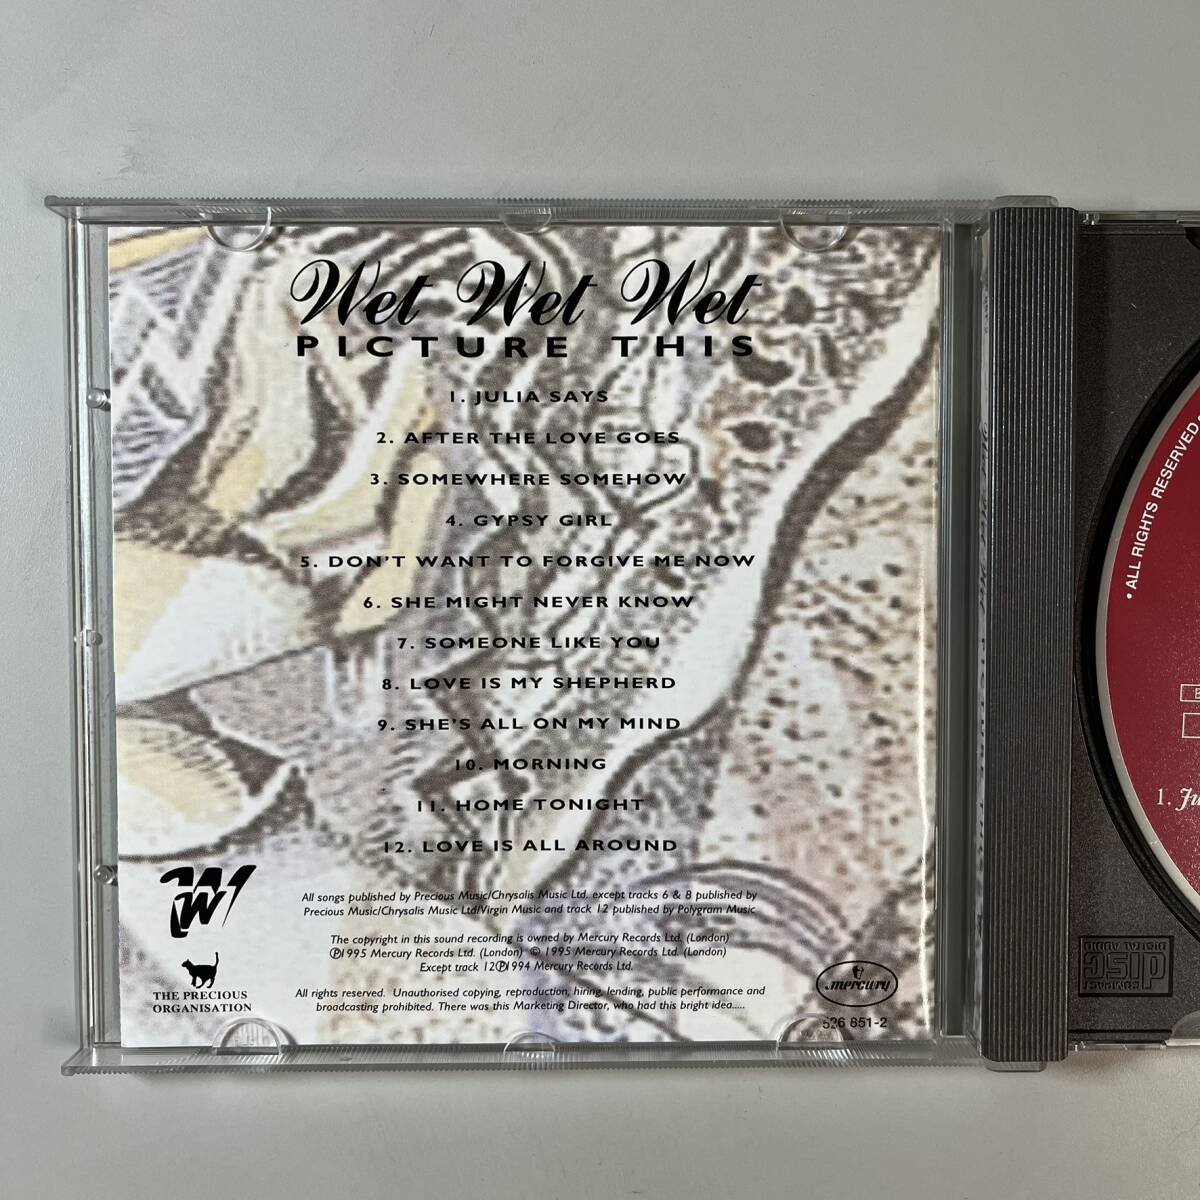 Wet Wet Wet
PICTURE THIS
1. JULIA SAYS
2. AFTER THE LOVE GOES
3. SOMEWHERE SOMEHOW
4. GYPSY GIRL
5. DON'T WANT TO FORGIVE ME NOW
6. SHE MIGHT NEVER KNOW
7. SOMEONE LIKE YOU
8. LOVE IS MY SHEPHERD
9. SHE'S ALL ON MY MIND
10. MORNING
11. HOME TONIGHT
12. LOVE IS ALL AROUND
All songs published by Precious Music/Chrysalis Music Ltd. except tracks 6 & 8 published by
Precious Music/Chrysalis Music Ltd/Virgin Music and track 12 published by Polygram Music
The copyright in this sound recording is owned by Mercury Records Ltd. (London)
℗1995 Mercury Records Ltd. (London) © 1995 Mercury Records Ltd. (London)
Except track 12℗1994 Mercury Records Ltd.
All rights reserved. Unauthorised copying, reproduction, hiring, lending, public performance and
broadcasting prohibited. There was this Marketing Director, who had this bright idea.....
W
THE PRECIOUS
ORGANISATION
mercury
526 851-2
• ALL RIGHTS RESERVED.
1. Ju
COMPACT
disc
DIGITAL AUDIO